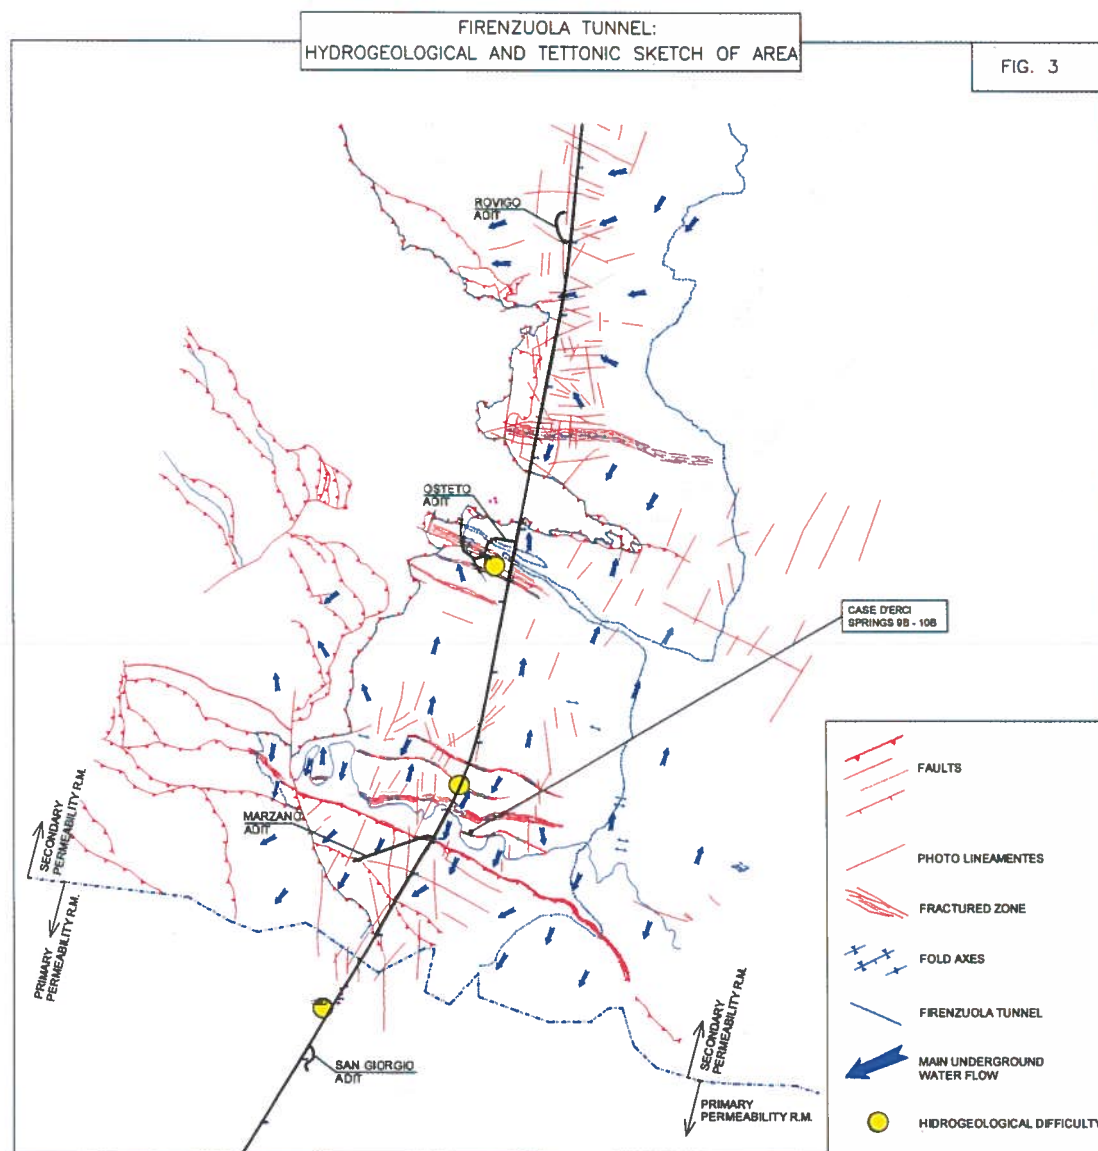 FIRENZUOLA TUNNEL:
HYDROGEOLOGICAL AND TETTONIC SKETCH OF AREA
FIG. 3
ROVIGO
ADIT
OSTETO
ADIT
CASE D'ERCI
SPRINGS 9B - 10B
MARZANO
ADIT
SECONDARY
PERMEABILITY R.M.
PRIMARY
PERMEABILITY R.M.
SAN GIORGIO
ADIT
SECONDARY
PERMEABILITY R.M.
PRIMARY
PERMEABILITY R.M.
FAULTS
PHOTO LINEAMENTES
FRACTURED ZONE
FOLD AXES
FIRENZUOLA TUNNEL
MAIN UNDERGROUND
WATER FLOW
HIDROGEOLOGICAL DIFFICULTY